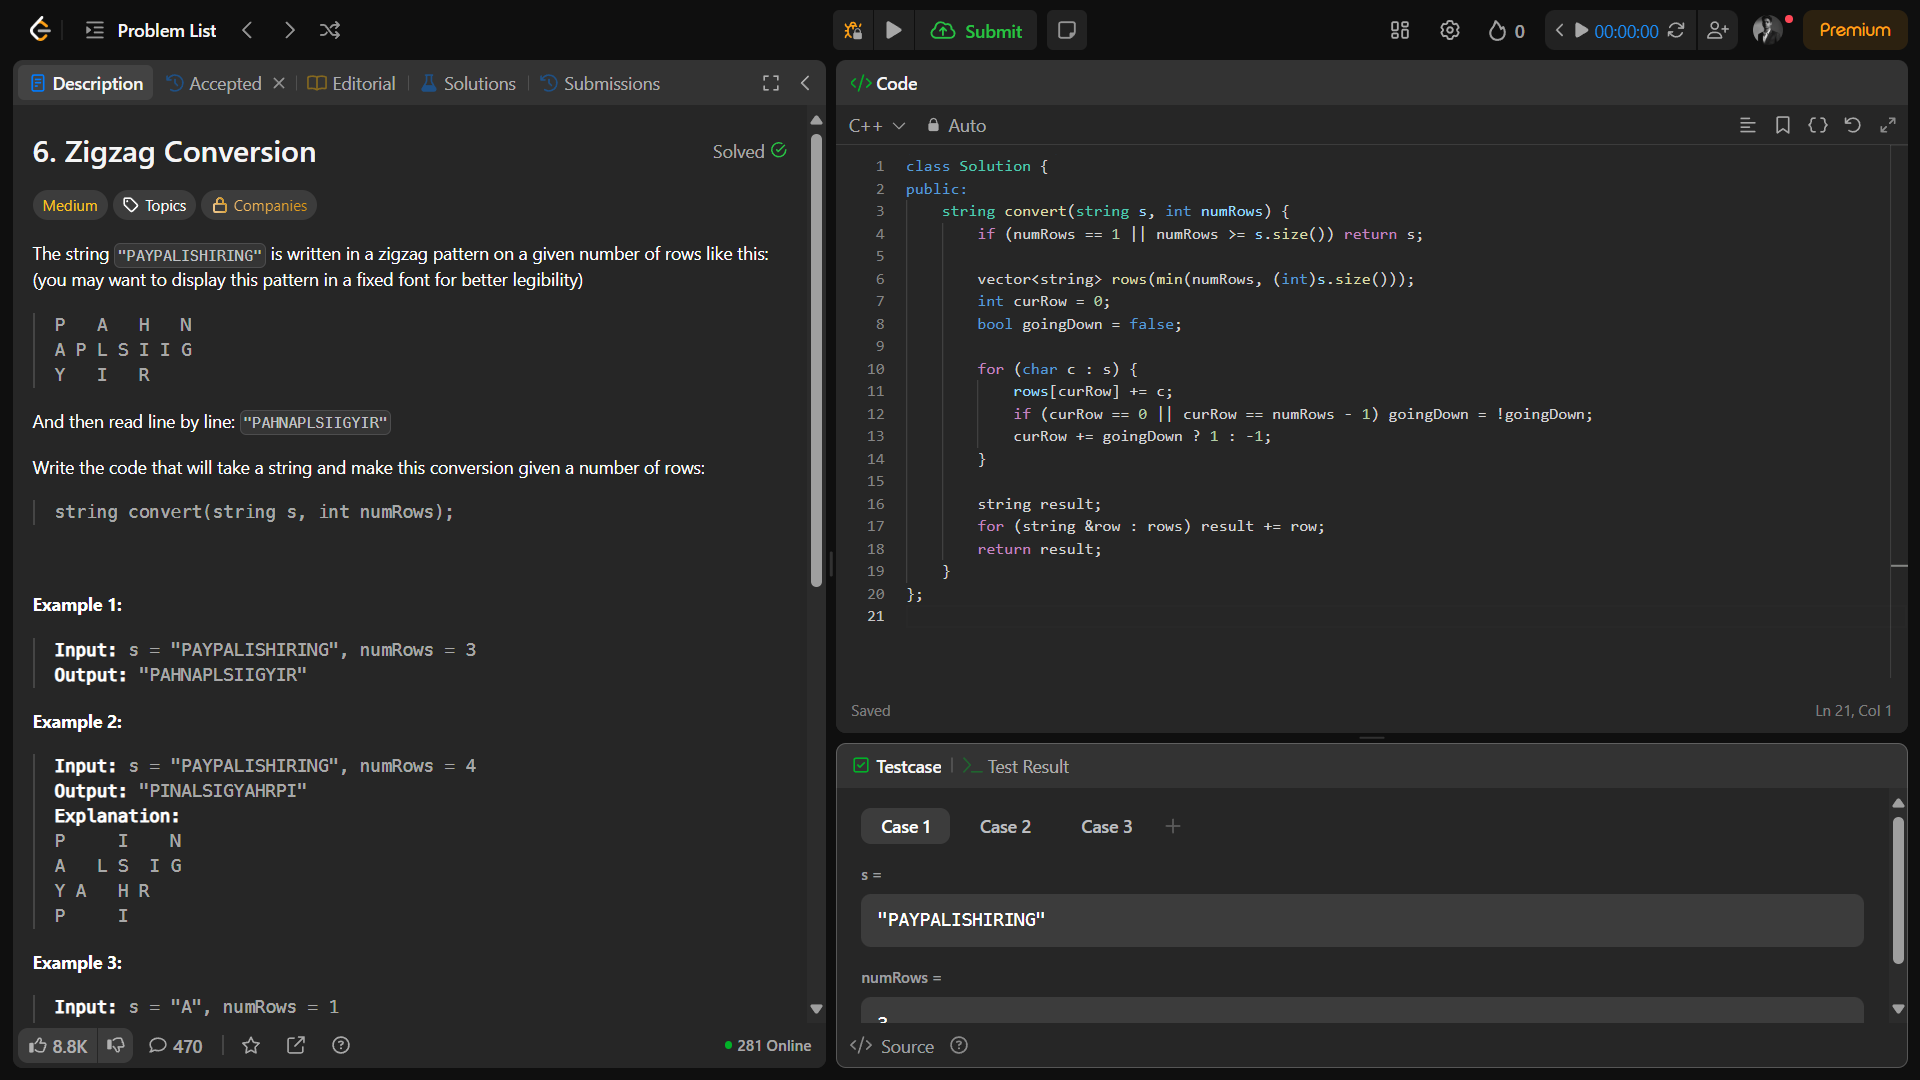 Problem List
Submit
0
00:00:00
Premium
Description
Accepted
Editorial
Solutions
Submissions
6. Zigzag Conversion
Solved
Medium
Topics
Companies
The string "PAYPALISHIRING" is written in a zigzag pattern on a given number of rows like this:
(you may want to display this pattern in a fixed font for better legibility)
P   A   H   N
A P L S I I G
Y   I   R
And then read line by line: "PAHNAPLSIIGYIR"
Write the code that will take a string and make this conversion given a number of rows:
string convert(string s, int numRows);
Example 1:
Input: s = "PAYPALISHIRING", numRows = 3
Output: "PAHNAPLSIIGYIR"
Example 2:
Input: s = "PAYPALISHIRING", numRows = 4
Output: "PINALSIGYAHRPI"
Explanation:
P     I    N
A   L S  I G
Y A   H R
P     I
Example 3:
Input: s = "A", numRows = 1
8.8K
470
281 Online
</> Code
C++
Auto
1 class Solution {
2 public:
3     string convert(string s, int numRows) {
4         if (numRows == 1 || numRows >= s.size()) return s;
5
6         vector<string> rows(min(numRows, (int)s.size()));
7         int curRow = 0;
8         bool goingDown = false;
9
10         for (char c : s) {
11             rows[curRow] += c;
12             if (curRow == 0 || curRow == numRows - 1) goingDown = !goingDown;
13             curRow += goingDown ? 1 : -1;
14         }
15
16         string result;
17         for (string &row : rows) result += row;
18         return result;
19     }
20 };
21
Saved
Ln 21, Col 1
Testcase
Test Result
Case 1
Case 2
Case 3
s =
"PAYPALISHIRING"
numRows =
3
</> Source